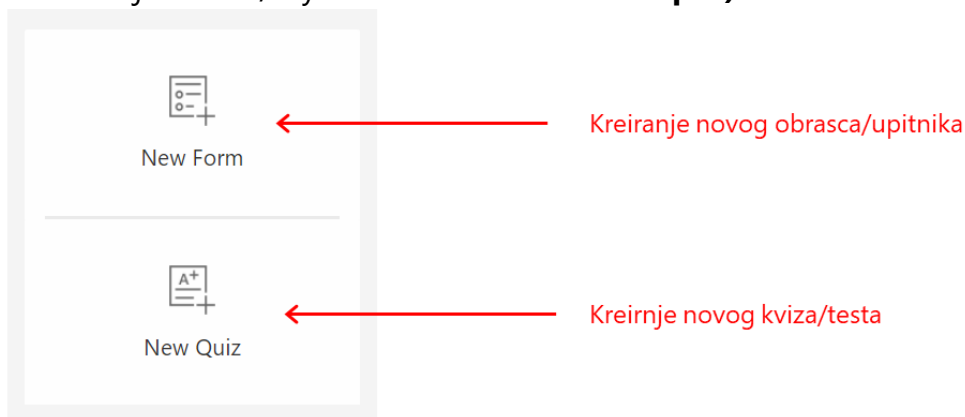 New Form
Kreiranje novog obrasca/upitnika
A+
New Quiz
Kreirnje novog kviza/testa